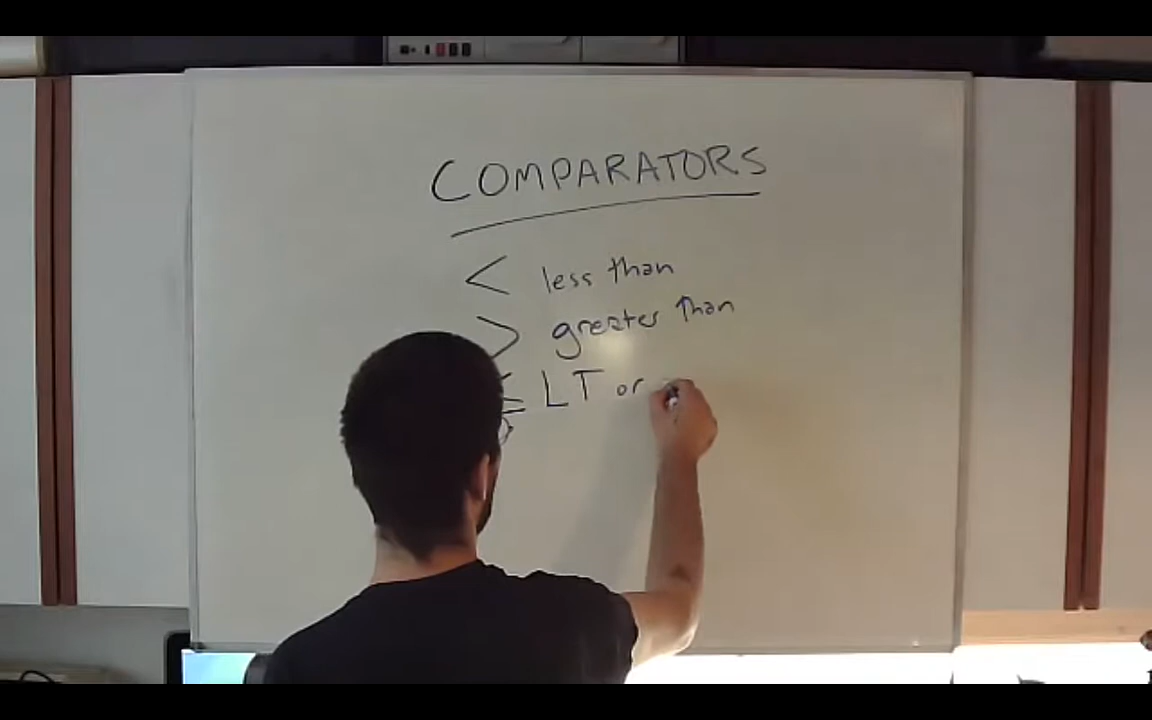 COMPARATORS
< less than
> greater than
≤ LT or